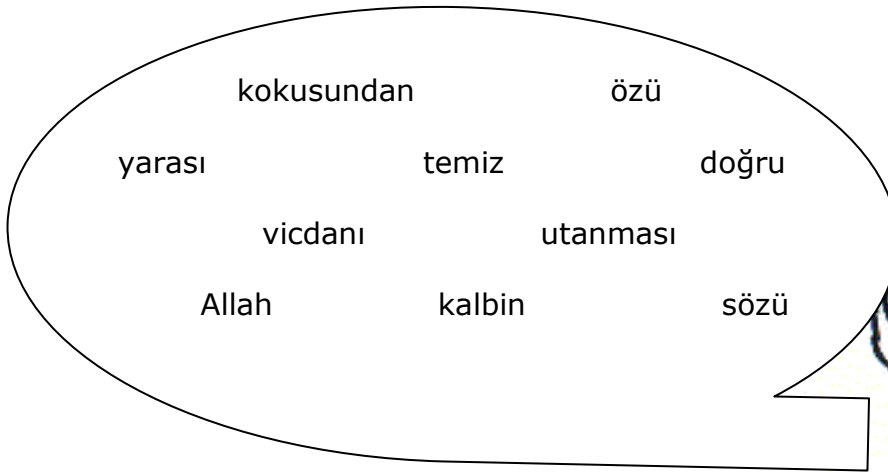 kokusundan özü
yarası temiz doğru
vicdanı utanması
Allah kalbin sözü